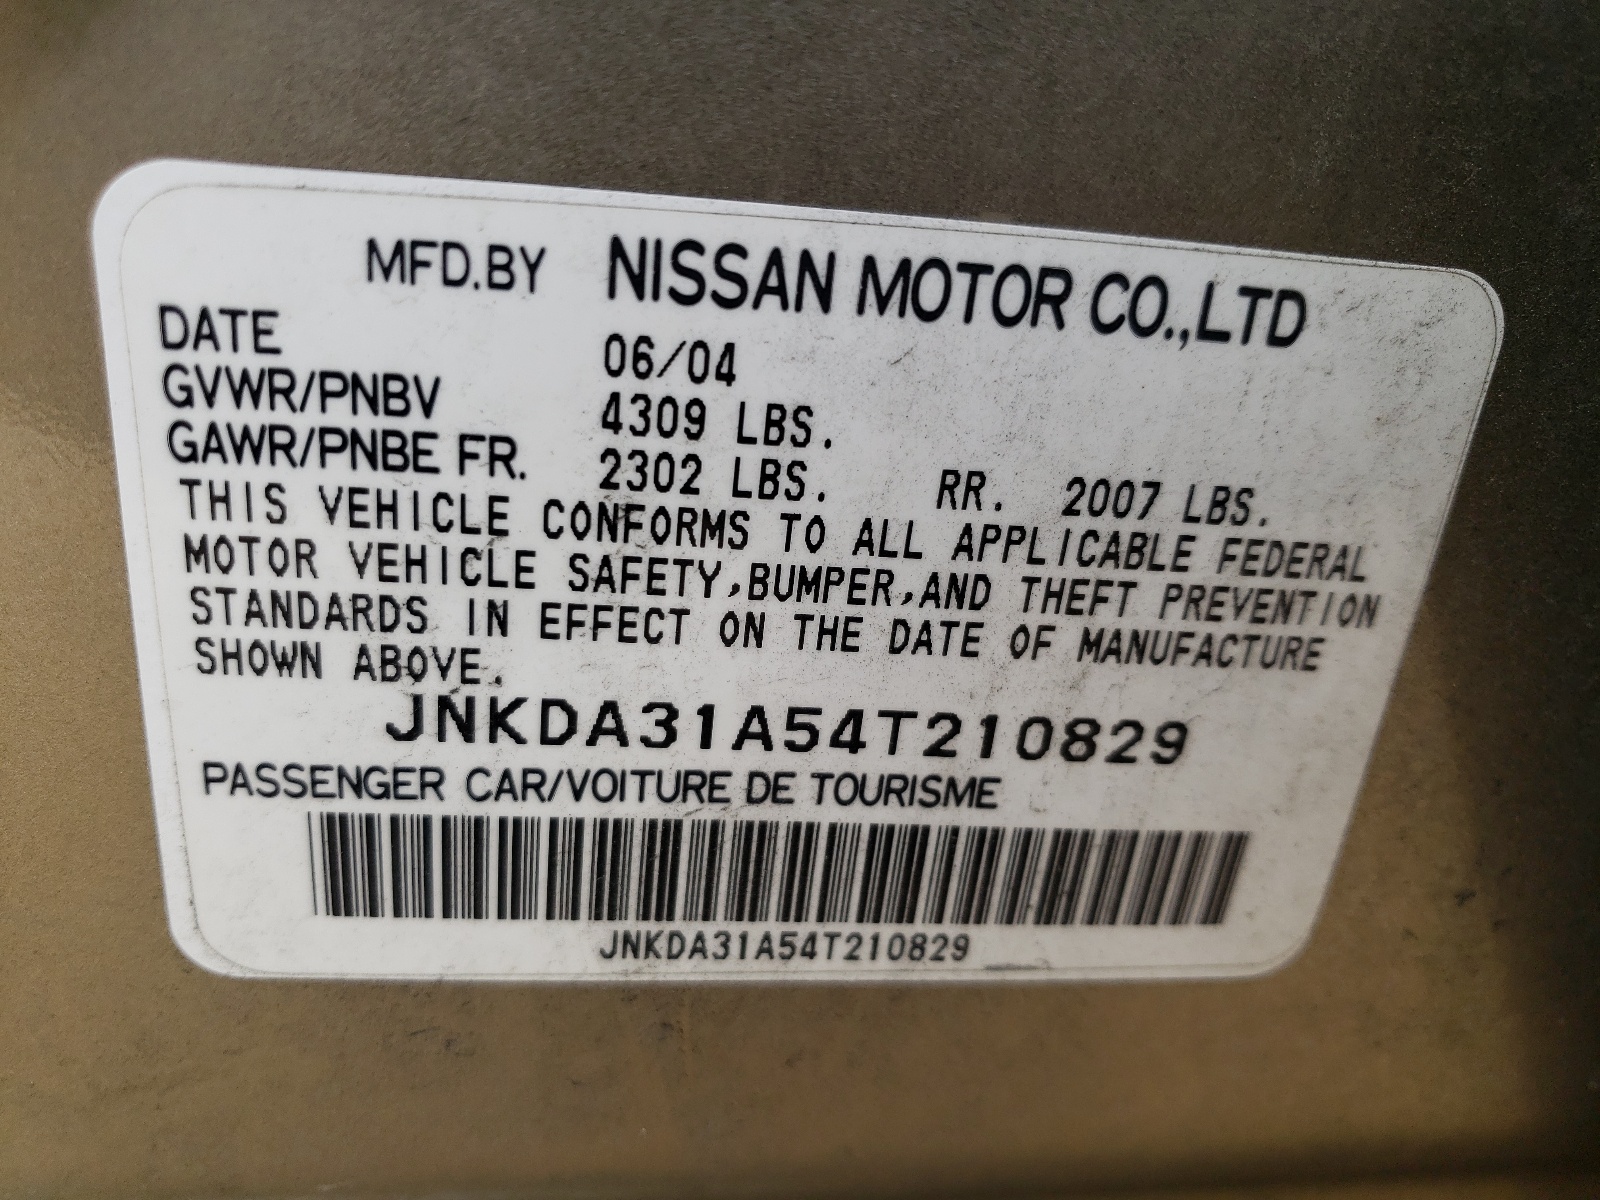 MFD.BY NISSAN MOTOR CO.,LTD
DATE 06/04
GVWR/PNBV 4309 LBS.
GAWR/PNBE FR. 2302 LBS. RR. 2007 LBS.
THIS VEHICLE CONFORMS TO ALL APPLICABLE FEDERAL
MOTOR VEHICLE SAFETY,BUMPER,AND THEFT PREVENTION
STANDARDS IN EFFECT ON THE DATE OF MANUFACTURE
SHOWN ABOVE.
JNKDA31A54T210829
PASSENGER CAR/VOITURE DE TOURISME
JNKDA31A54T210829